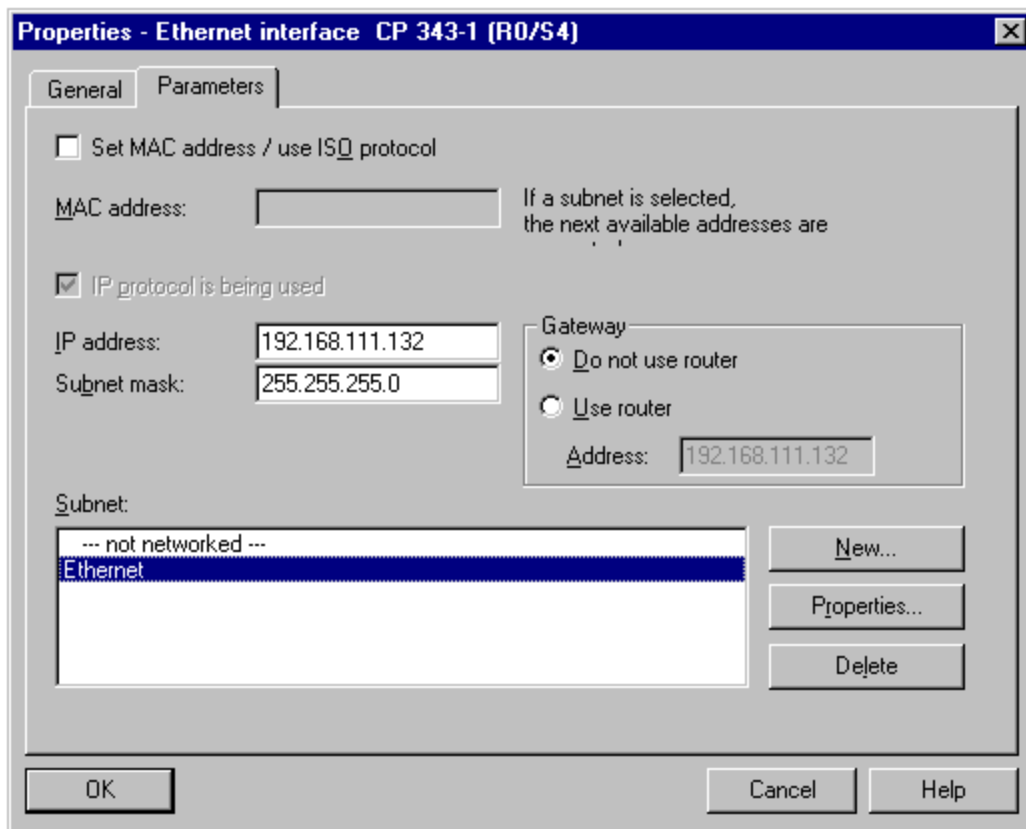 Properties - Ethernet interface CP 343-1 (R0/S4)
General
Parameters
Set MAC address / use ISO protocol
MAC address:
If a subnet is selected,
the next available addresses are
IP protocol is being used
IP address:
192.168.111.132
Subnet mask:
255.255.255.0
Gateway
Do not use router
Use router
Address:
192.168.111.132
Subnet:
--- not networked ---
Ethernet
New...
Properties...
Delete
OK
Cancel
Help